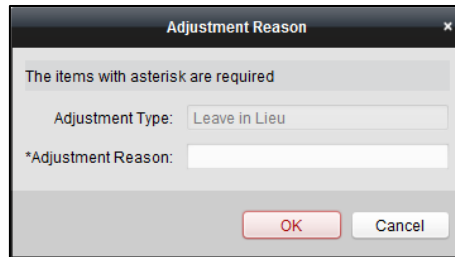 Adjustment Reason ×
The items with asterisk are required
Adjustment Type: Leave in Lieu
*Adjustment Reason:
OK Cancel